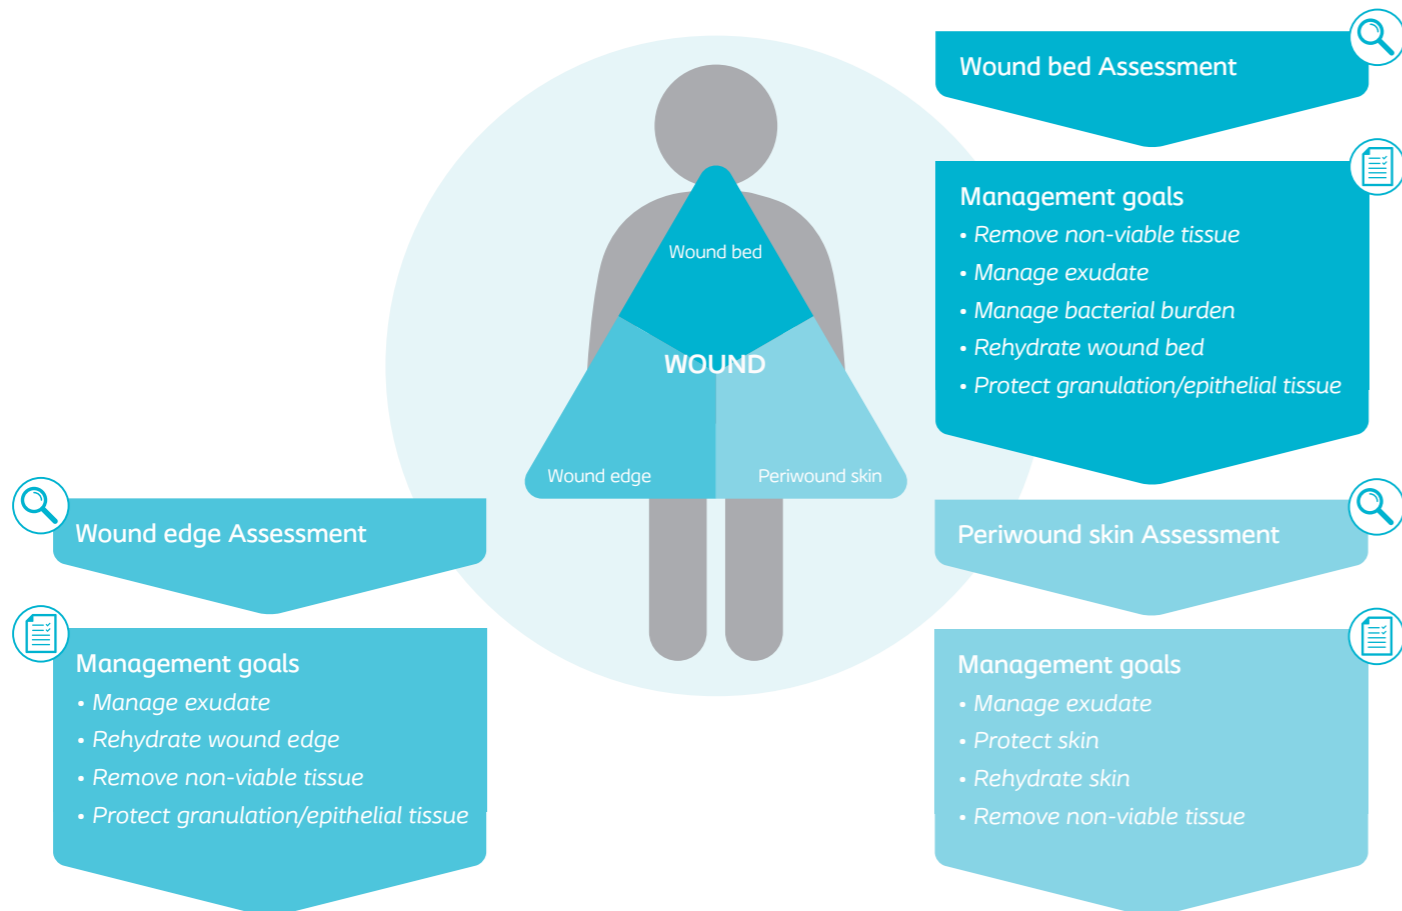 Wound bed Assessment
Management goals
• Remove non-viable tissue
• Manage exudate
• Manage bacterial burden
• Rehydrate wound bed
• Protect granulation/epithelial tissue
Wound bed
WOUND
Wound edge
Periwound skin
Wound edge Assessment
Management goals
• Manage exudate
• Rehydrate wound edge
• Remove non-viable tissue
• Protect granulation/epithelial tissue
Periwound skin Assessment
Management goals
• Manage exudate
• Protect skin
• Rehydrate skin
• Remove non-viable tissue